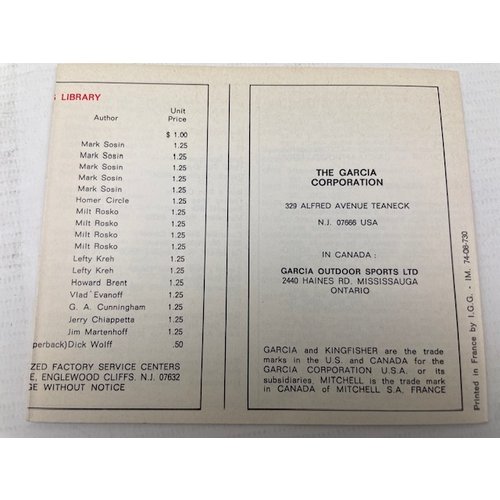 S LIBRARY
Author
Unit
Price
$ 1.00
Mark Sosin 1.25
Mark Sosin 1.25
Mark Sosin 1.25
Mark Sosin 1.25
Mark Sosin 1.25
Homer Circle 1.25
Milt Rosko 1.25
Milt Rosko 1.25
Milt Rosko 1.25
Milt Rosko 1.25
Lefty Kreh 1.25
Lefty Kreh 1.25
Howard Brent 1.25
Vlad Evanoff 1.25
G. A. Cunningham 1.25
Jerry Chiappetta 1.25
Jim Martenhoff 1.25
perback) Dick Wolff .50
ZED FACTORY SERVICE CENTERS
E, ENGLEWOOD CLIFFS. N.J. 07632
GE WITHOUT NOTICE
THE GARCIA
CORPORATION
329 ALFRED AVENUE TEANECK
N.J. 07666 USA
IN CANADA :
GARCIA OUTDOOR SPORTS LTD
2440 HAINES RD. MISSISSAUGA
ONTARIO
GARCIA and KINGFISHER are the trade
marks in the U.S. and CANADA for the
GARCIA CORPORATION U.S.A. or its
subsidiaries. MITCHELL is the trade mark
in CANADA of MITCHELL S.A. FRANCE
Printed in France by I.G.G. - IM. 74-08-730